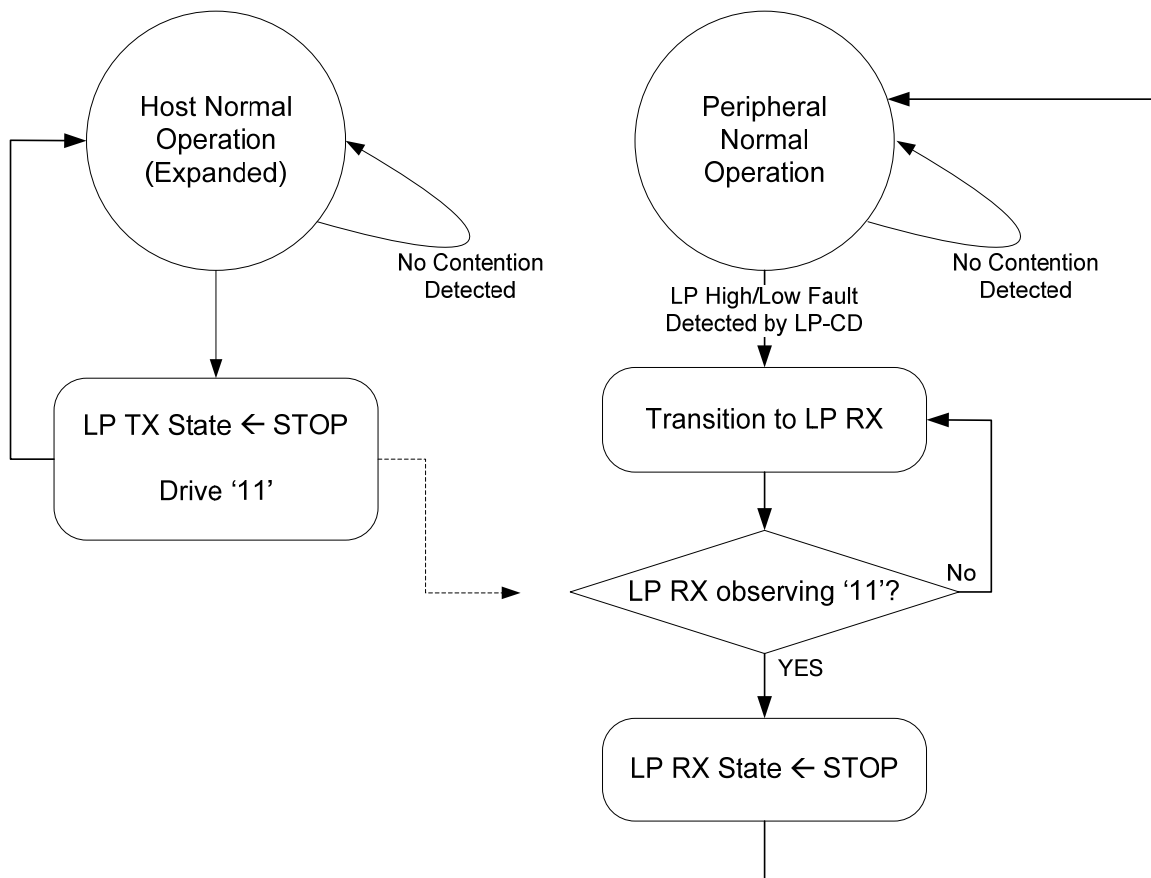 Host Normal
Operation
(Expanded)
No Contention
Detected
LP TX State ← STOP
Drive ‘11’
Peripheral
Normal
Operation
No Contention
Detected
LP High/Low Fault
Detected by LP-CD
Transition to LP RX
LP RX observing ‘11’?
No
YES
LP RX State ← STOP